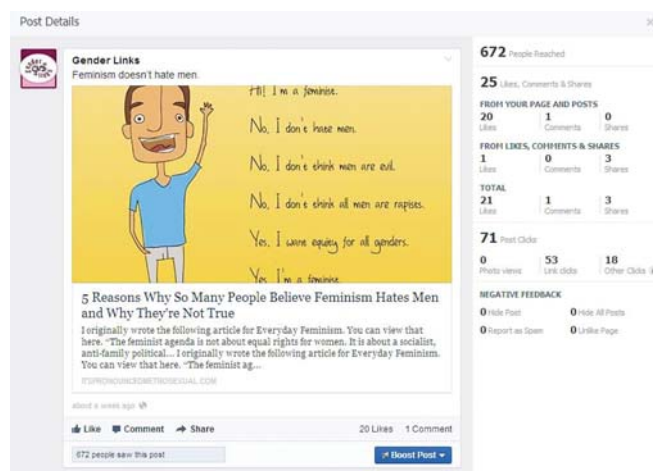 Post Details
Gender Links
Feminism doesn't hate men.
Hi! I'm a feminist.
No, I don't hate men.
No, I don't think men are evil.
No, I don't think all men are rapists.
Yes, I want equity for all genders.
Yes I'm a feminist.
5 Reasons Why So Many People Believe Feminism Hates Men
and Why They're Not True
I originally wrote the following article for Everyday Feminism. You can view that
here. "The feminist agenda is not about equal rights for women. It is about a socialist,
anti-family political... I originally wrote the following article for Everyday Feminism.
You can view that here. "The feminist ag...
ITSPRONOUNCEDMETROSEXUAL.COM
about a week ago
Like Comment Share 20 Likes 1 Comment
672 people saw this post Boost Post
672 People Reached
25 Likes, Comments & Shares
FROM YOUR PAGE AND POSTS
20 1 0
Likes Comments Shares
FROM LIKES, COMMENTS & SHARES
1 0 3
Likes Comments Shares
TOTAL
21 1 3
Likes Comments Shares
71 Post Clicks
0 53 18
Photo views Link clicks Other Clicks
NEGATIVE FEEDBACK
0 Hide Post 0 Hide All Posts
0 Report as Spam 0 Unlike Page